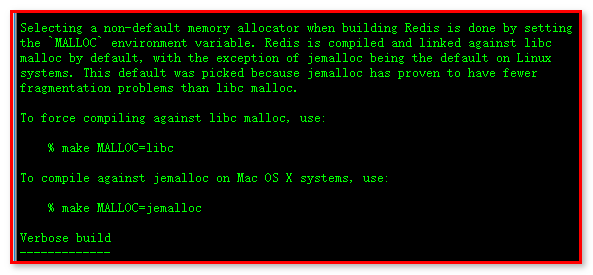 Selecting a non-default memory allocator when building Redis is done by setting
the `MALLOC` environment variable. Redis is compiled and linked against libc
malloc by default, with the exception of jemalloc being the default on Linux
systems. This default was picked because jemalloc has proven to have fewer
fragmentation problems than libc malloc.
To force compiling against libc malloc, use:
% make MALLOC=libc
To compile against jemalloc on Mac OS X systems, use:
% make MALLOC=jemalloc
Verbose build
-------------